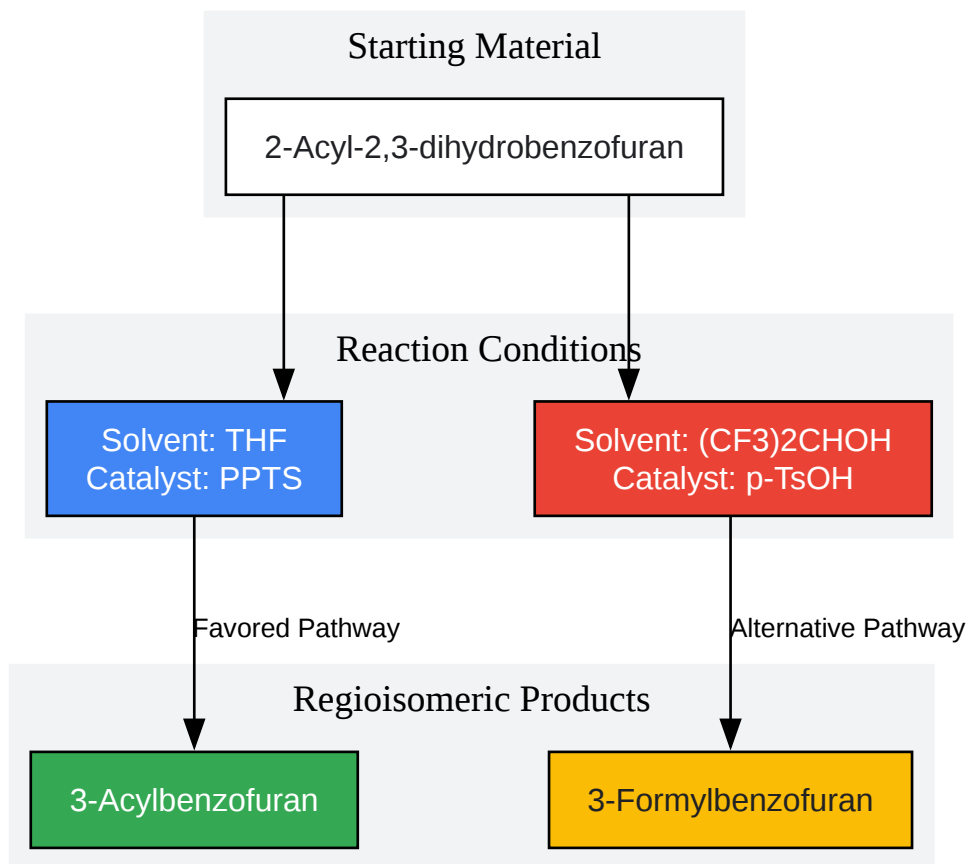 Starting Material
2-Acyl-2,3-dihydrobenzofuran
Reaction Conditions
Solvent: THF
Catalyst: PPTS
Solvent: (CF3)2CHOH
Catalyst: p-TsOH
Favored Pathway
Alternative Pathway
Regioisomeric Products
3-Acylbenzofuran
3-Formylbenzofuran